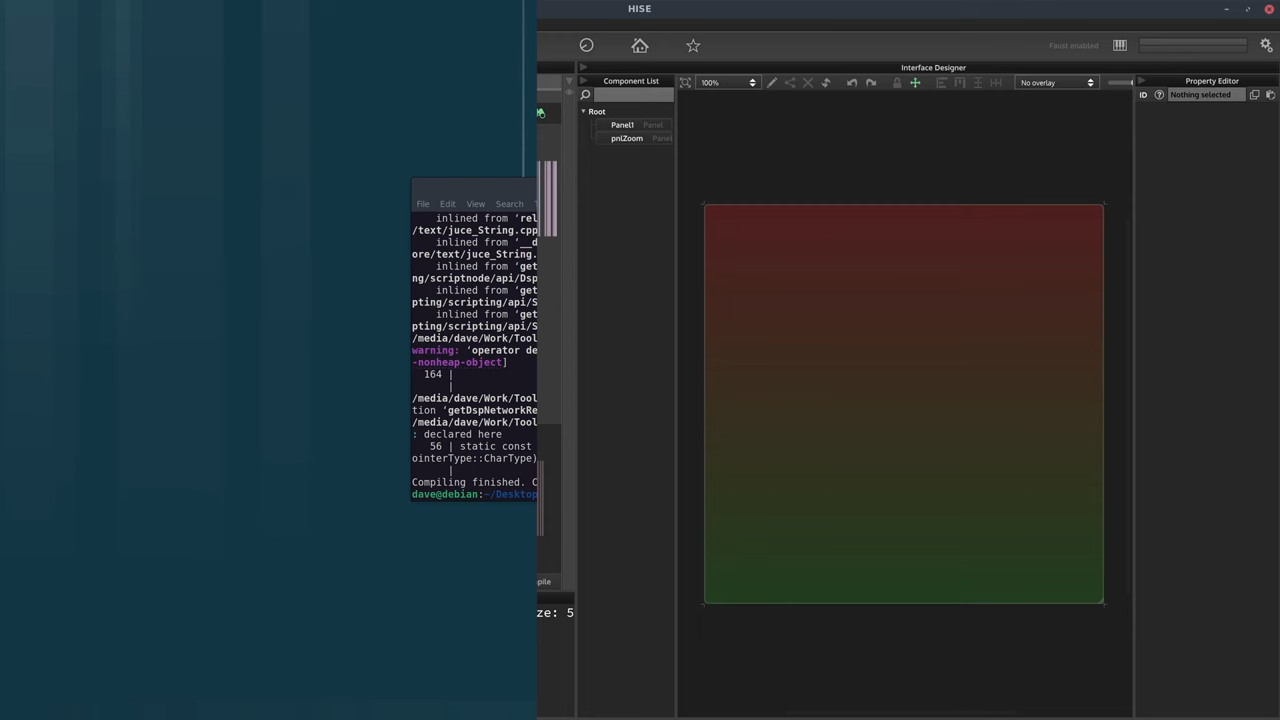 File Edit View Search
inlined from ‘rel
/text/juce_String.cpp
inlined from ‘__d
ore/text/juce_String.
inlined from ‘get
ng/scriptnode/api/Dsp
inlined from ‘get
pting/scripting/api/S
inlined from ‘get
pting/scripting/api/S
/media/dave/Work/Tool
warning: ‘operator de
-nonheap-object]
164 |
|
/media/dave/Work/Tool
tion ‘getDspNetworkRe
/media/dave/Work/Tool
: declared here
56 | static const
ointerType::CharType)
|
Compiling finished. C
dave@debian:~/Desktop
HISE
Faust enabled
Interface Designer
Component List
100%
No overlay
Property Editor
ID
Nothing selected
Root
Panel1 Panel
pnlZoom Panel
pile
ze: 5